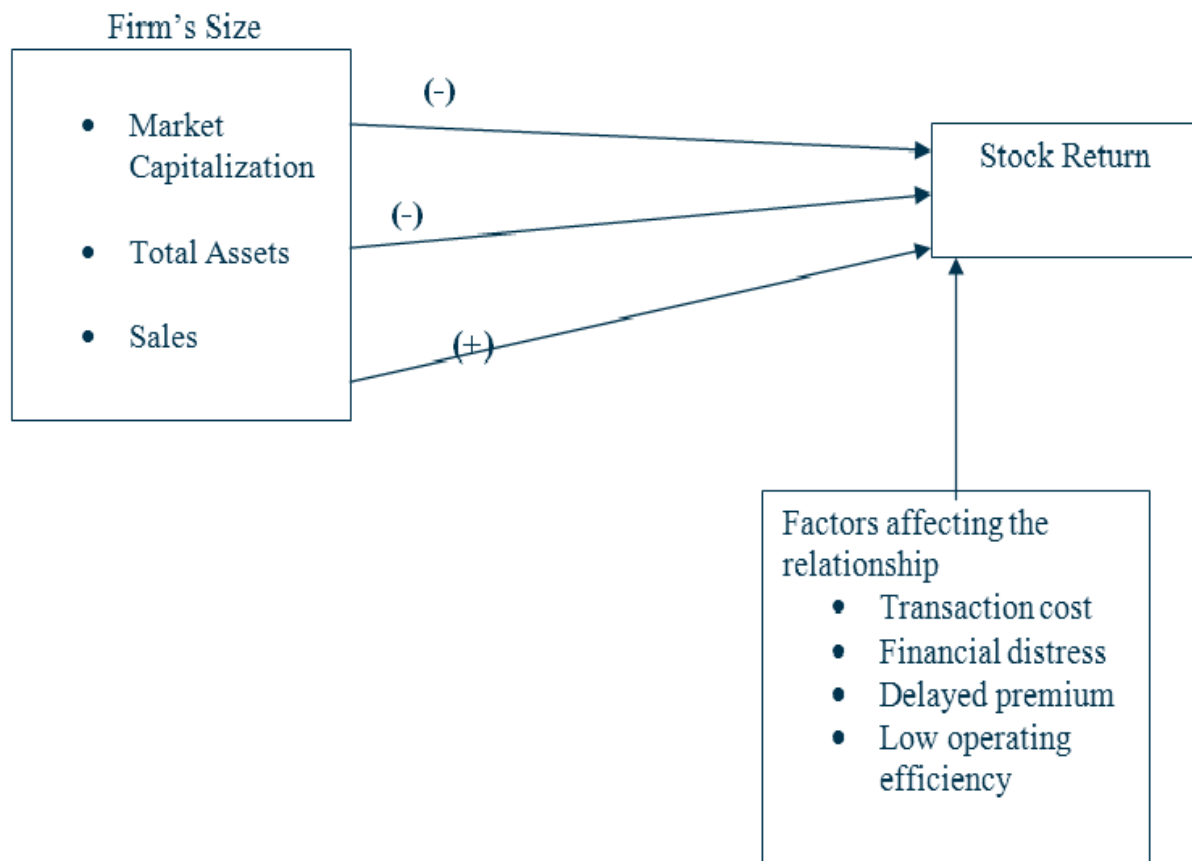 Firm's Size
• Market
Capitalization
• Total Assets
• Sales
(-)
(-)
(+)
Stock Return
Factors affecting the
relationship
• Transaction cost
• Financial distress
• Delayed premium
• Low operating
efficiency